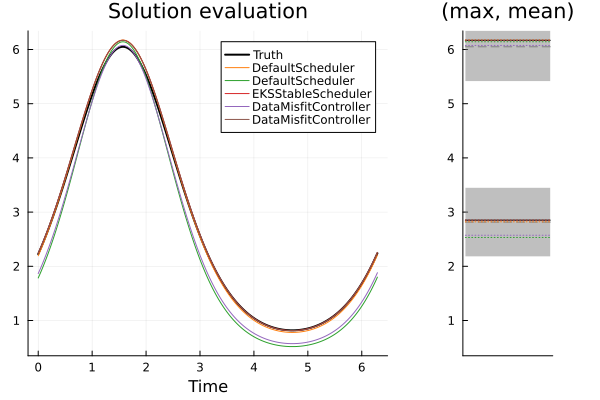 Solution evaluation
(max, mean)
Truth
DefaultScheduler
DefaultScheduler
EKSStableScheduler
DataMisfitController
DataMisfitController
6
5
4
3
2
1
0 1 2 3 4 5 6
Time
6
5
4
3
2
1